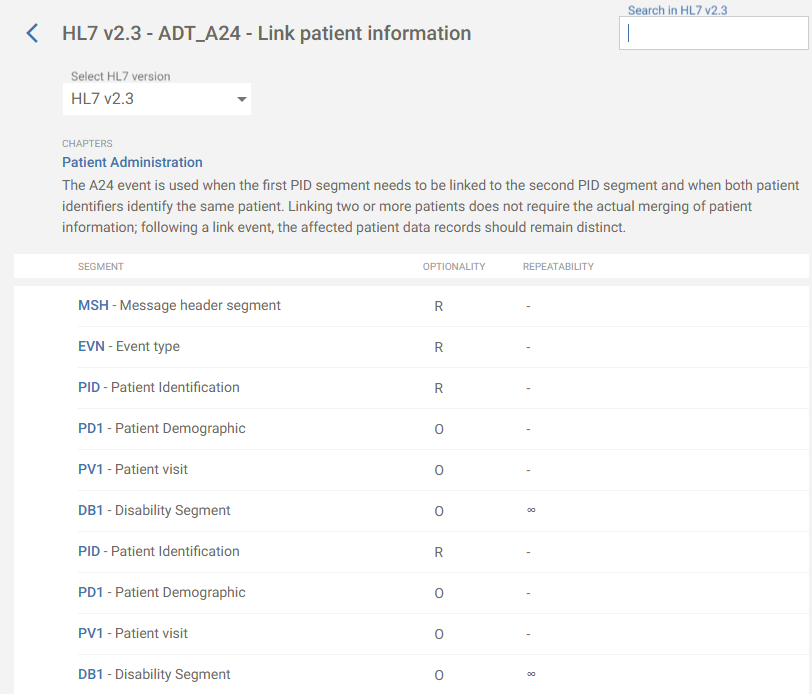 Search in HL7 v2.3
HL7 v2.3 - ADT_A24 - Link patient information
Select HL7 version
HL7 v2.3
CHAPTERS
Patient Administration
The A24 event is used when the first PID segment needs to be linked to the second PID segment and when both patient
identifiers identify the same patient. Linking two or more patients does not require the actual merging of patient
information; following a link event, the affected patient data records should remain distinct.
SEGMENT OPTIONALITY REPEATABILITY
MSH - Message header segment R -
EVN - Event type R -
PID - Patient Identification R -
PD1 - Patient Demographic O -
PV1 - Patient visit O -
DB1 - Disability Segment O ∞
PID - Patient Identification R -
PD1 - Patient Demographic O -
PV1 - Patient visit O -
DB1 - Disability Segment O ∞